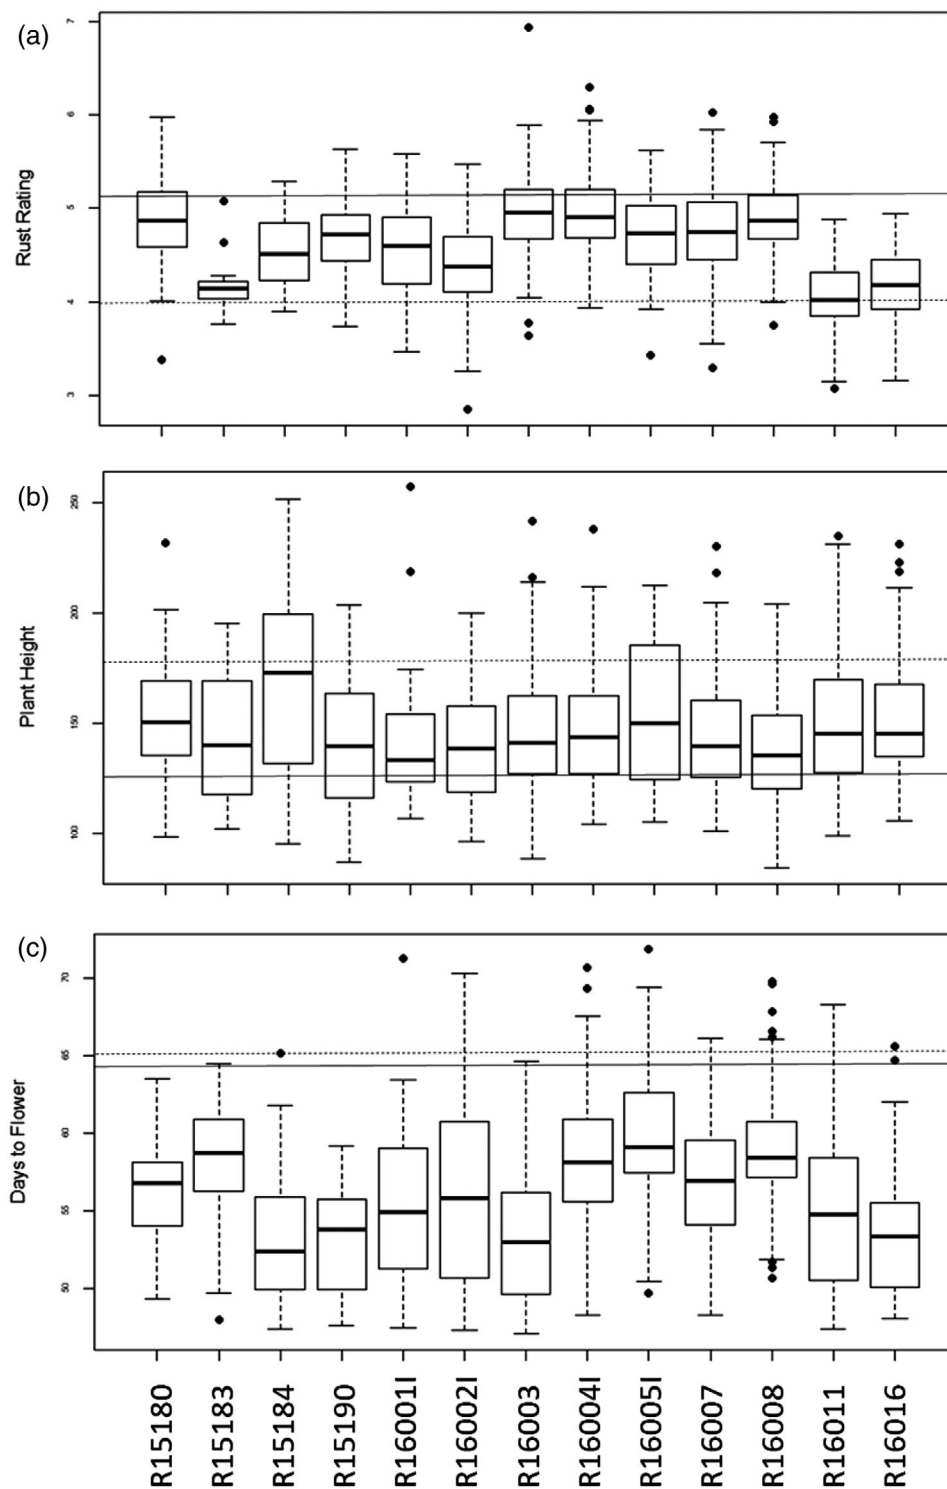 (a)
Rust Rating
7
6
5
4
3
(b)
Plant Height
250
200
150
100
(c)
Days to Flower
70
65
60
55
50
R15180
R15183
R15184
R15190
R16001I
R16002I
R16003
R16004I
R16005I
R16007
R16008
R16011
R16016